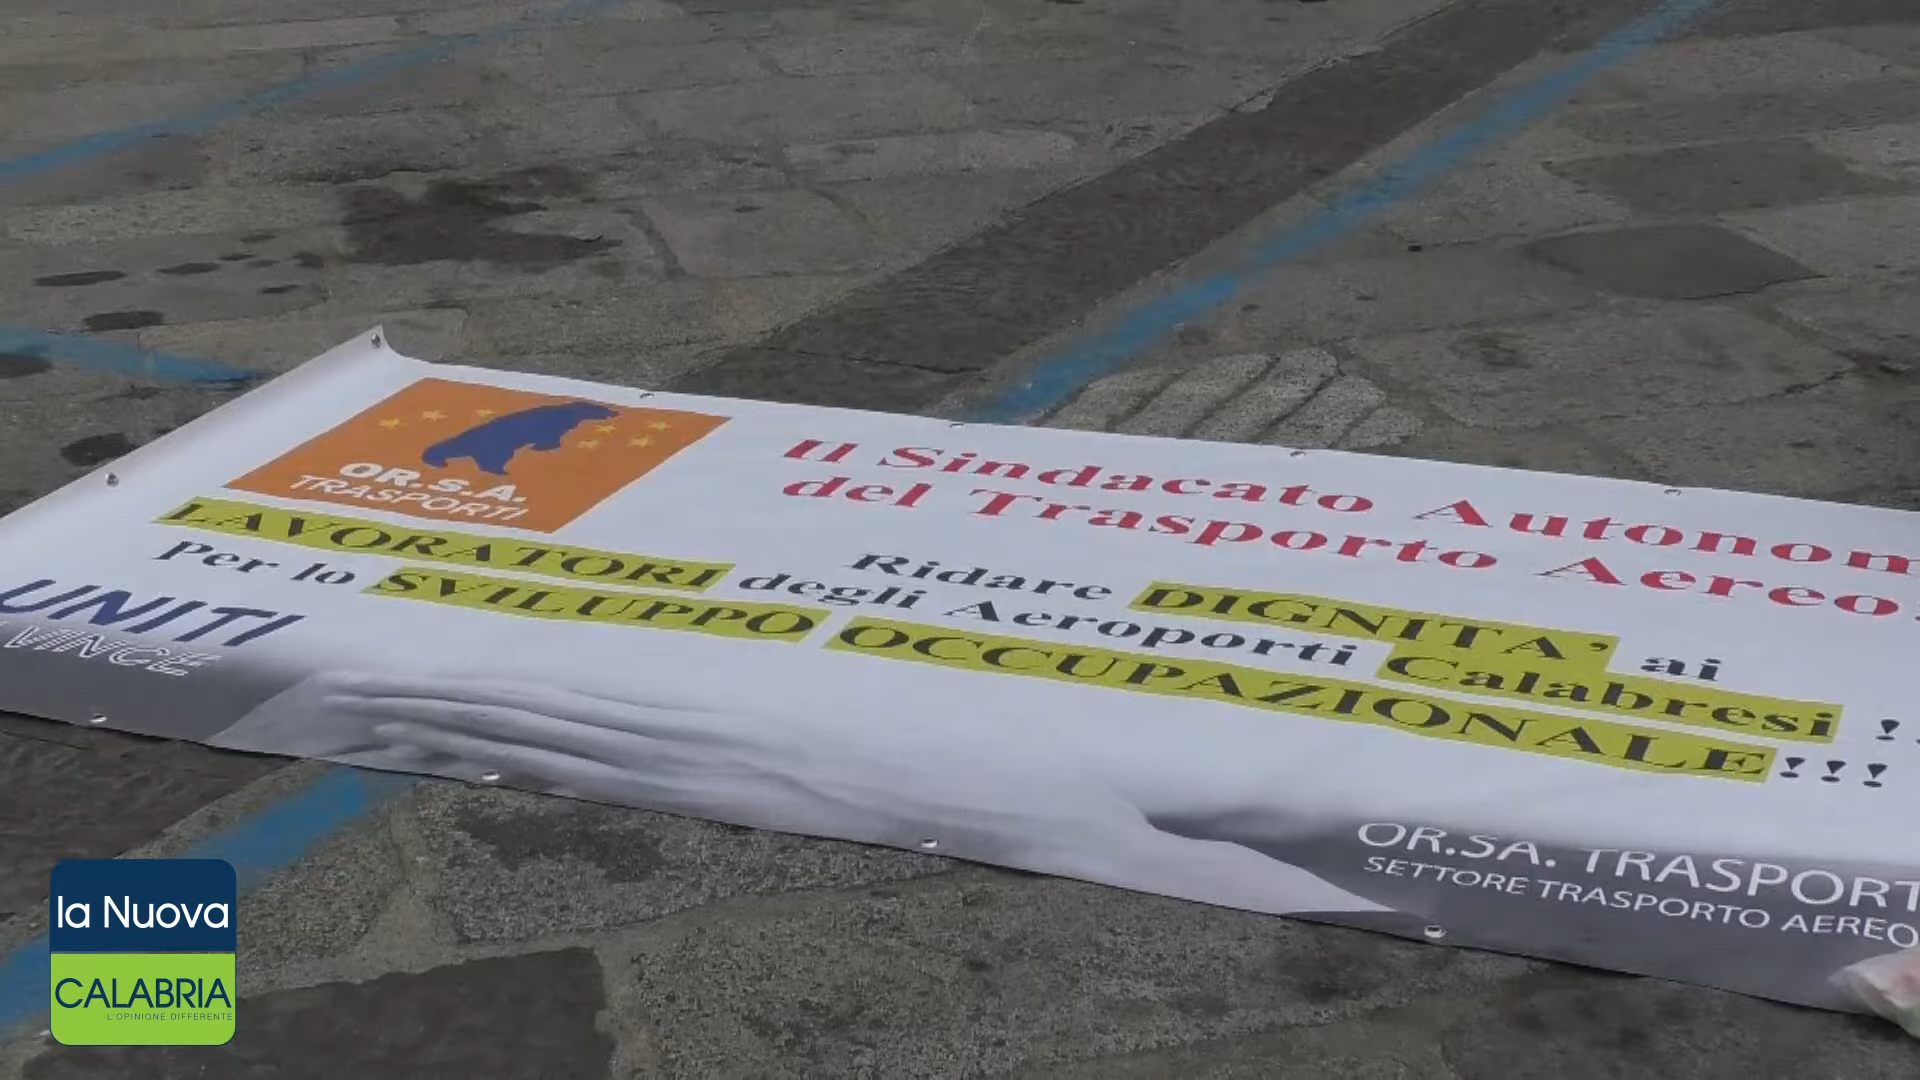 OR.S.A.
TRASPORTI
Il Sindacato Autonom
del Trasporto Aereo
Ridare DIGNITA' ai
LAVORATORI degli Aeroporti Calabresi !
per lo SVILUPPO OCCUPAZIONALE!!!
UNITI
VINCE
OR.SA. TRASPORT
SETTORE TRASPORTO AEREO
la Nuova
CALABRIA
L'OPINIONE DIFFERENTE